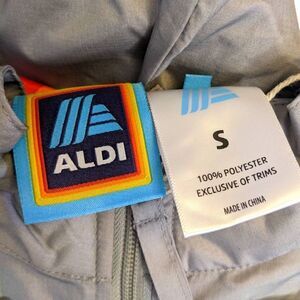 ALDI
S
100% POLYESTER
EXCLUSIVE OF TRIMS
MADE IN CHINA